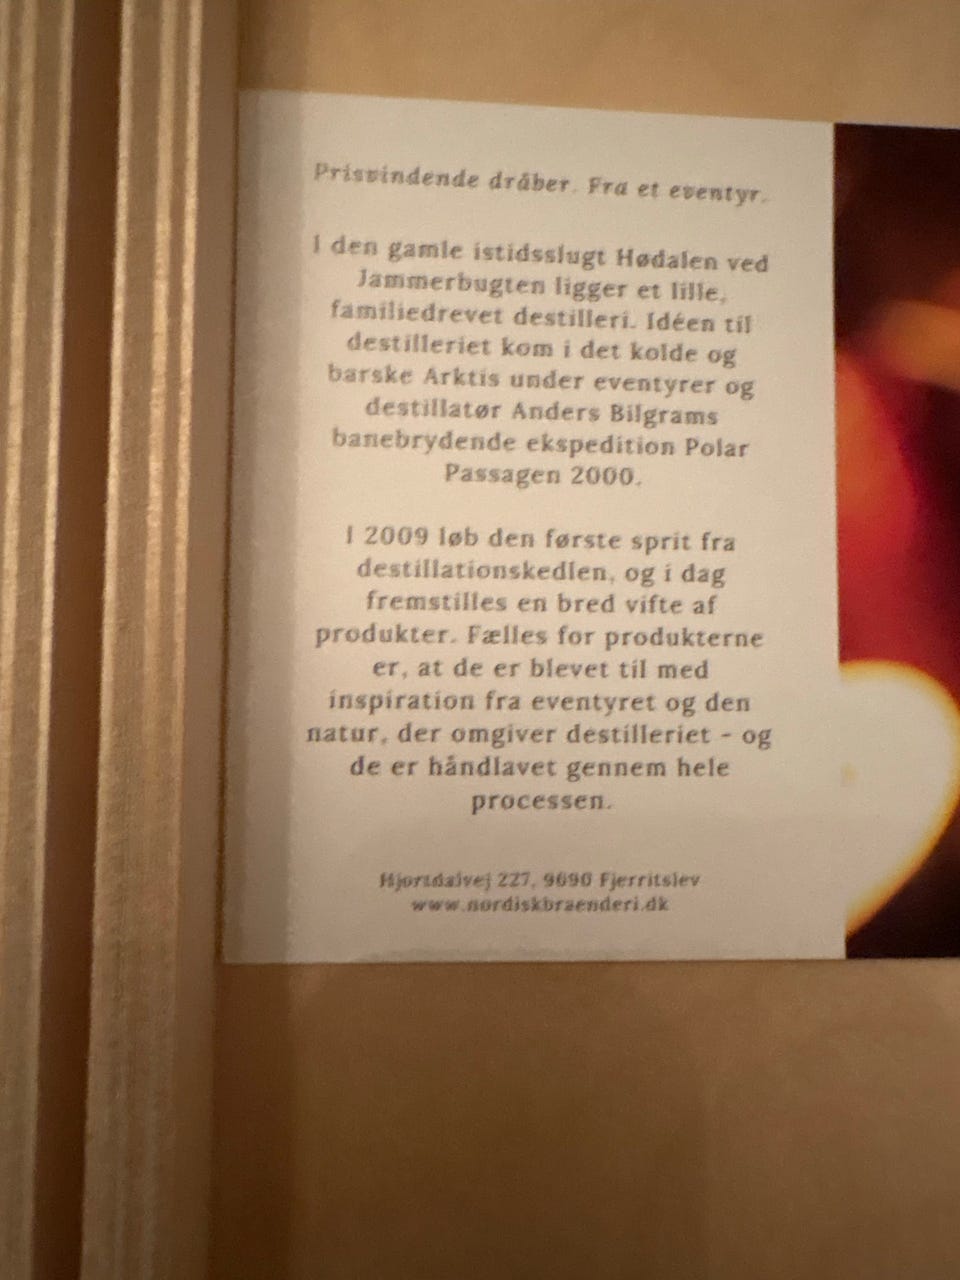 Prisvindende dråber. Fra et eventyr.
I den gamle istidsslugt Hødalen ved
Jammerbugten ligger et lille,
familiedrevet destilleri. Idéen til
destilleriet kom i det kolde og
barske Arktis under eventyrer og
destillatør Anders Bilgrams
banebrydende ekspedition Polar
Passagen 2000.
I 2009 løb den første sprit fra
destillationskedlen, og i dag
fremstilles en bred vifte af
produkter. Fælles for produkterne
er, at de er blevet til med
inspiration fra eventyret og den
natur, der omgiver destilleriet - og
de er håndlavet gennem hele
processen.
Hjortdalvej 227, 9690 Fjerritslev
www.nordiskbraenderi.dk